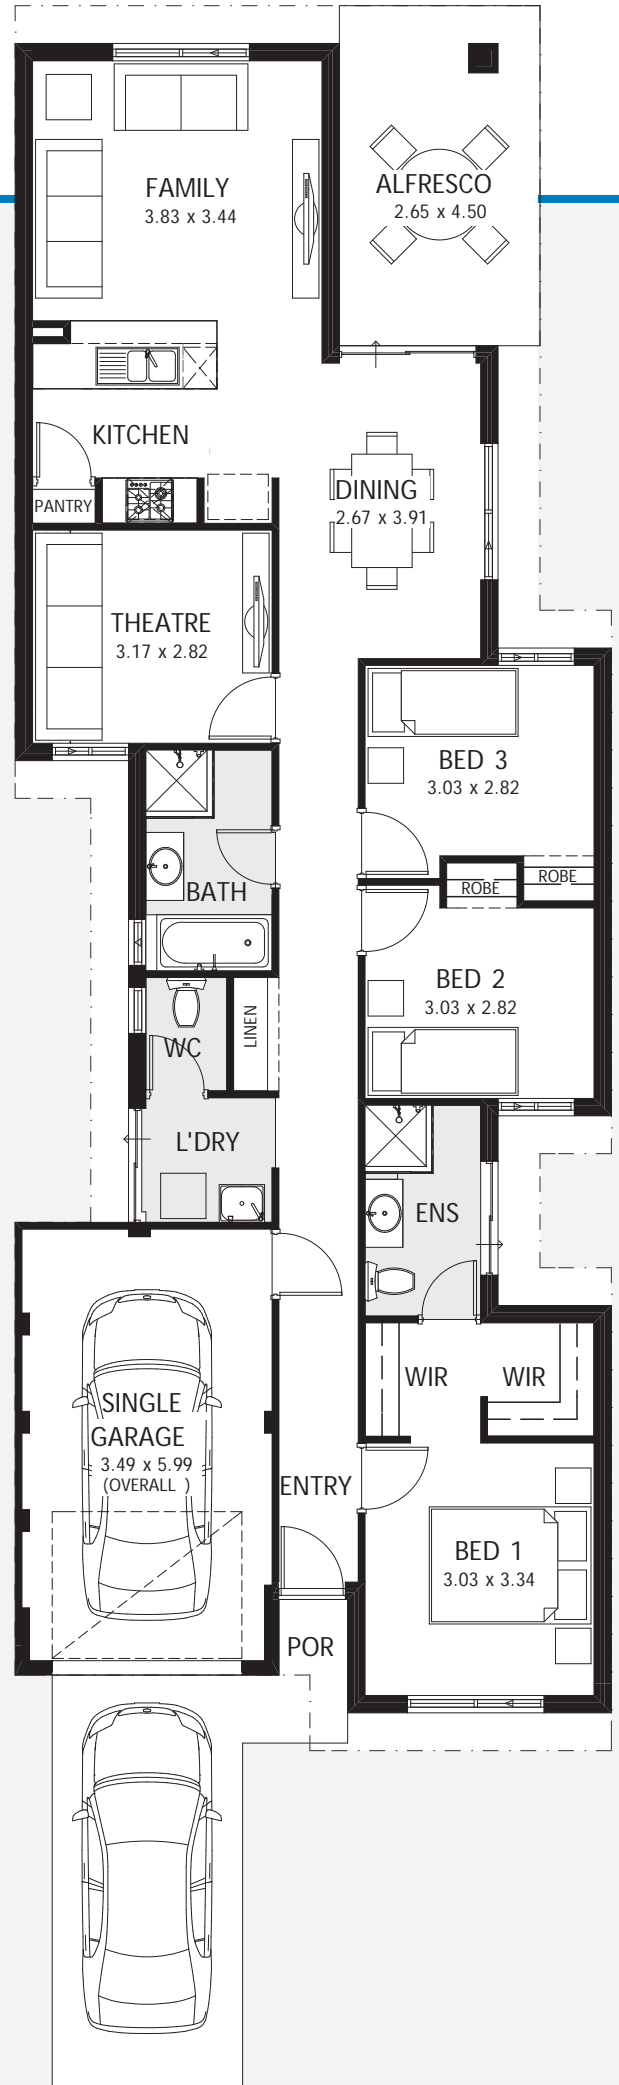 FAMILY
3.83 x 3.44
ALFRESCO
2.65 x 4.50
KITCHEN
PANTRY
DINING
2.67 x 3.91
THEATRE
3.17 x 2.82
BED 3
3.03 x 2.82
ROBE
ROBE
BATH
BED 2
3.03 x 2.82
LINEN
WC
L'DRY
ENS
WIR
WIR
SINGLE
GARAGE
3.49 x 5.99
(OVERALL )
ENTRY
BED 1
3.03 x 3.34
POR